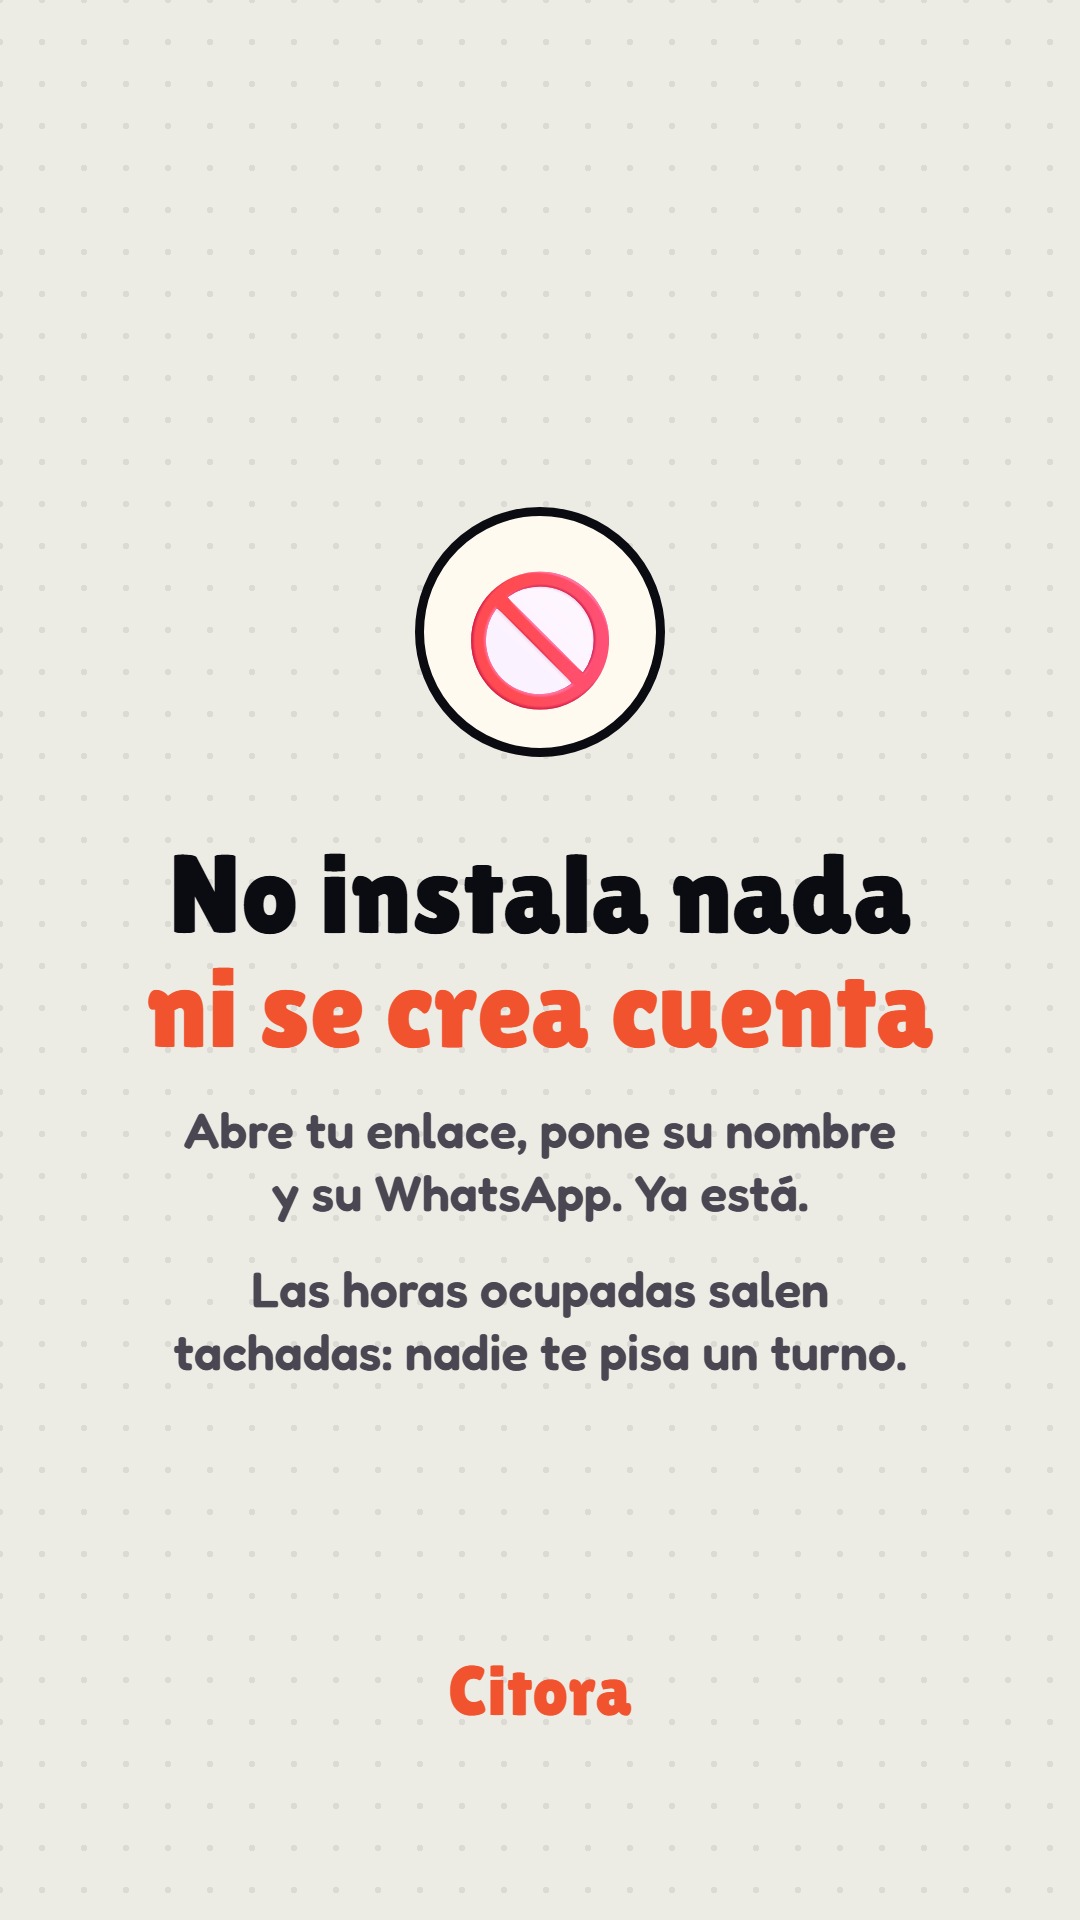 No instala nada
ni se crea cuenta
Abre tu enlace, pone su nombre
y su WhatsApp. Ya está.
Las horas ocupadas salen
tachadas: nadie te pisa un turno.
Citora